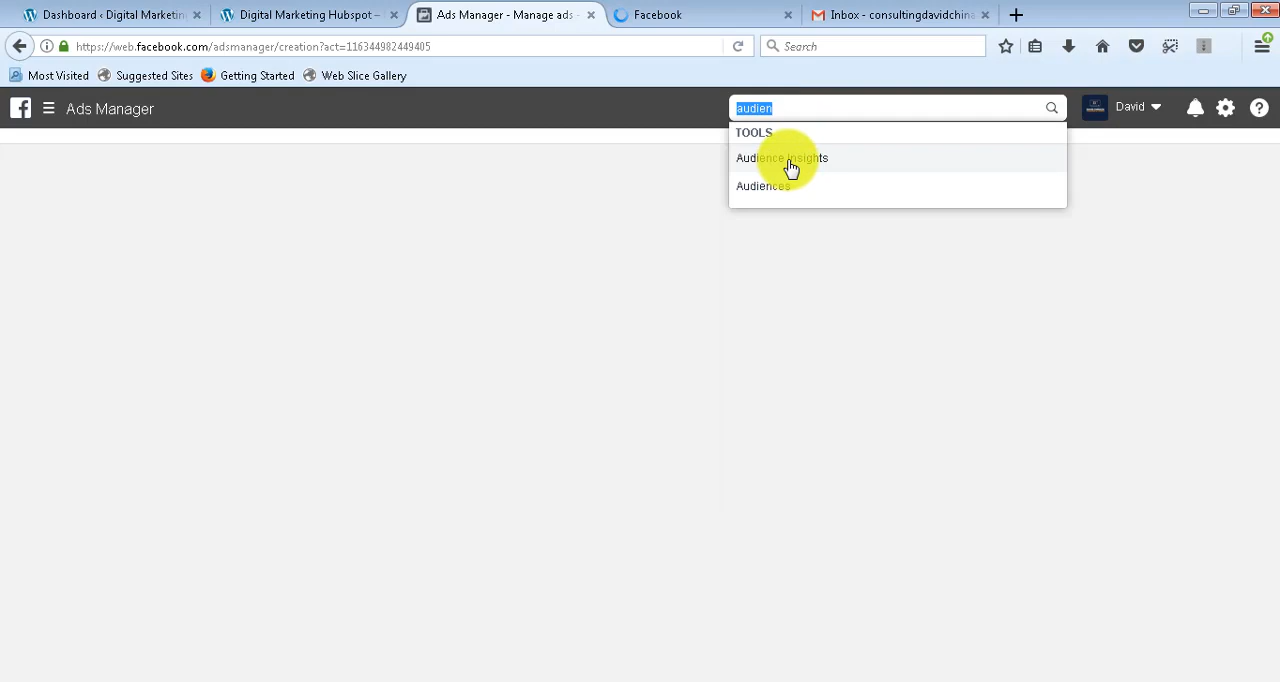 Dashboard ‹ Digital Marketing
Digital Marketing Hubspot –
Ads Manager - Manage ads -
Facebook
Inbox - consultingdavidchina
https://web.facebook.com/adsmanager/creation?act=116344982449405
Search
Most Visited
Suggested Sites
Getting Started
Web Slice Gallery
Ads Manager
audien
David
TOOLS
Audience Insights
Audiences